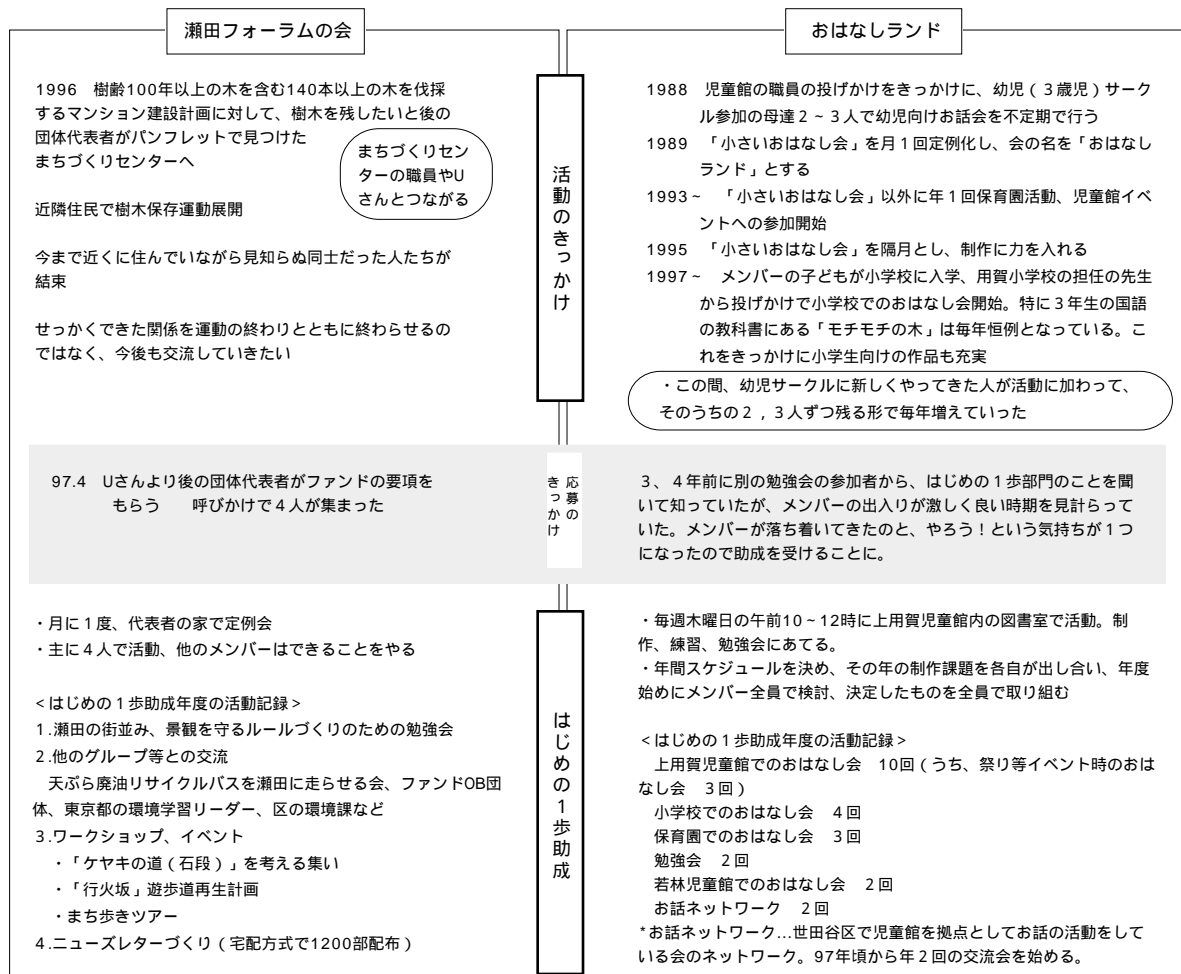 瀬田フォーラムの会
1996　樹齢100年以上の木を含む140本以上の木を伐採
するマンション建設計画に対して、樹木を残したいと後の
団体代表者がパンフレットで見つけた
まちづくりセンターへ
まちづくりセン
ターの職員やU
さんとつながる
近隣住民で樹木保存運動展開
今まで近くに住んでいながら見知らぬ同士だった人たちが
結束
せっかくできた関係を運動の終わりとともに終わらせるの
ではなく、今後も交流していきたい
活動のきっかけ
おはなしランド
1988　児童館の職員の投げかけをきっかけに、幼児（３歳児）サーク
ル参加の母達２～３人で幼児向けお話会を不定期で行う
1989　「小さいおはなし会」を月１回定例化し、会の名を「おはなし
ランド」とする
1993～　「小さいおはなし会」以外に年１回保育園活動、児童館イベ
ントへの参加開始
1995　「小さいおはなし会」を隔月とし、制作に力を入れる
1997～　メンバーの子どもが小学校に入学、用賀小学校の担任の先生
から投げかけで小学校でのおはなし会開始。特に３年生の国語
の教科書にある「モチモチの木」は毎年恒例となっている。こ
れをきっかけに小学生向けの作品も充実
・この間、幼児サークルに新しくやってきた人が活動に加わって、
そのうちの２，３人ずつ残る形で毎年増えていった
97.4　Uさんより後の団体代表者がファンドの要項を
もらう　　呼びかけで４人が集まった
応募の
きっかけ
３、４年前に別の勉強会の参加者から、はじめの１歩部門のことを聞
いて知っていたが、メンバーの出入りが激しく良い時期を見計らって
いた。メンバーが落ち着いてきたのと、やろう！という気持ちが１つ
になったので助成を受けることに。
・月に１度、代表者の家で定例会
・主に４人で活動、他のメンバーはできることをやる
＜はじめの１歩助成年度の活動記録＞
１.瀬田の街並み、景観を守るルールづくりのための勉強会
２.他のグループ等との交流
天ぷら廃油リサイクルバスを瀬田に走らせる会、ファンドOB団
体、東京都の環境学習リーダー、区の環境課など
３.ワークショップ、イベント
・「ケヤキの道（石段）」を考える集い
・「行火坂」遊歩道再生計画
・まち歩きツアー
４.ニューズレターづくり（宅配方式で1200部配布）
はじめの１歩助成
・毎週木曜日の午前10～12時に上用賀児童館内の図書室で活動。制
作、練習、勉強会にあてる。
・年間スケジュールを決め、その年の制作課題を各自が出し合い、年度
始めにメンバー全員で検討、決定したものを全員で取り組む
＜はじめの１歩助成年度の活動記録＞
上用賀児童館でのおはなし会　10回（うち、祭り等イベント時のおは
なし会　３回）
小学校でのおはなし会　４回
保育園でのおはなし会　３回
勉強会　２回
若林児童館でのおはなし会　２回
お話ネットワーク　２回
*お話ネットワーク…世田谷区で児童館を拠点としてお話の活動をして
いる会のネットワーク。97年頃から年２回の交流会を始める。